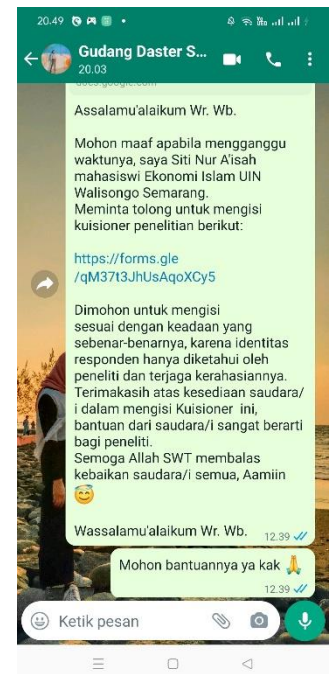 20.49
Gudang Daster S...
20.03
docs.google.com
Assalamu'alaikum Wr. Wb.
Mohon maaf apabila mengganggu
waktunya, saya Siti Nur A'isah
mahasiswi Ekonomi Islam UIN
Walisongo Semarang.
Meminta tolong untuk mengisi
kuisioner penelitian berikut:
https://forms.gle
/qM37t3JhUsAqoXCy5
Dimohon untuk mengisi
sesuai dengan keadaan yang
sebenar-benarnya, karena identitas
responden hanya diketahui oleh
peneliti dan terjaga kerahasiannya.
Terimakasih atas kesediaan saudara/
i dalam mengisi Kuisioner ini,
bantuan dari saudara/i sangat berarti
bagi peneliti.
Semoga Allah SWT membalas
kebaikan saudara/i semua, Aamiin
😇
Wassalamu'alaikum Wr. Wb. 12.39
Mohon bantuannya ya kak 🙏
12.39
Ketik pesan